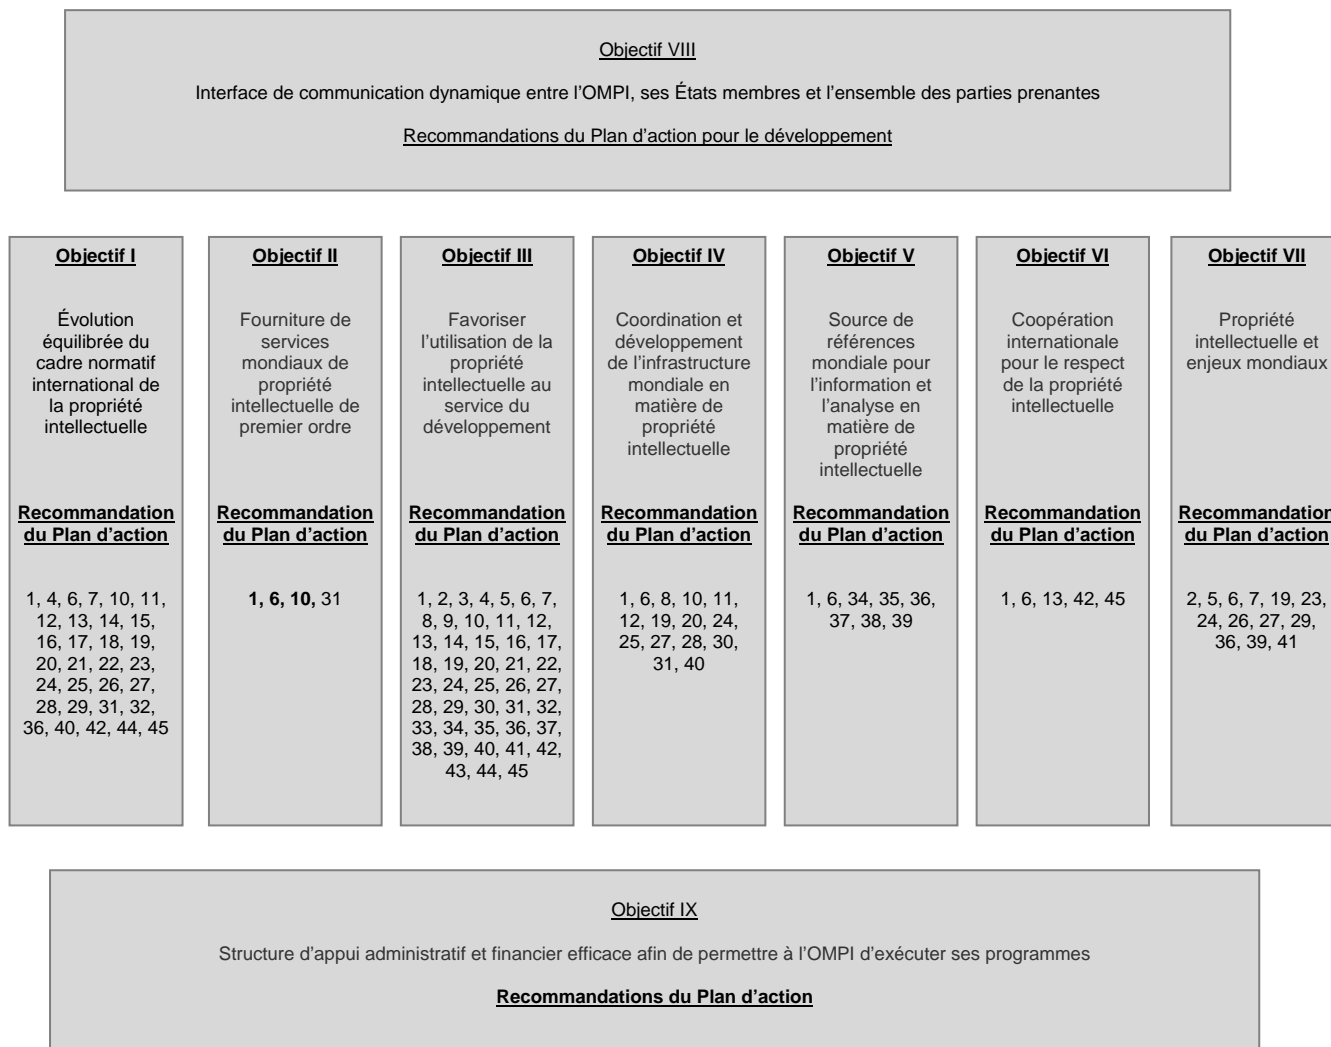 Objectif VIII
Interface de communication dynamique entre l’OMPI, ses États membres et l’ensemble des parties prenantes
Recommandations du Plan d’action pour le développement
Objectif I
Évolution
équilibrée du
cadre normatif
international de
la propriété
intellectuelle
Recommandation
du Plan d’action
1, 4, 6, 7, 10, 11,
12, 13, 14, 15,
16, 17, 18, 19,
20, 21, 22, 23,
24, 25, 26, 27,
28, 29, 31, 32,
36, 40, 42, 44, 45
Objectif II
Fourniture de
services
mondiaux de
propriété
intellectuelle de
premier ordre
Recommandation
du Plan d’action
1, 6, 10, 31
Objectif III
Favoriser
l’utilisation de la
propriété
intellectuelle au
service du
développement
Recommandation
du Plan d’action
1, 2, 3, 4, 5, 6, 7,
8, 9, 10, 11, 12,
13, 14, 15, 16, 17,
18, 19, 20, 21, 22,
23, 24, 25, 26, 27,
28, 29, 30, 31, 32,
33, 34, 35, 36, 37,
38, 39, 40, 41, 42,
43, 44, 45
Objectif IV
Coordination et
développement
de l’infrastructure
mondiale en
matière de
propriété
intellectuelle
Recommandation
du Plan d’action
1, 6, 8, 10, 11,
12, 19, 20, 24,
25, 27, 28, 30,
31, 40
Objectif V
Source de
références
mondiale pour
l’information et
l’analyse en
matière de
propriété
intellectuelle
Recommandation
du Plan d’action
1, 6, 34, 35, 36,
37, 38, 39
Objectif VI
Coopération
internationale
pour le respect
de la propriété
intellectuelle
Recommandation
du Plan d’action
1, 6, 13, 42, 45
Objectif VII
Propriété
intellectuelle et
enjeux mondiaux
Recommandation
du Plan d’action
2, 5, 6, 7, 19, 23,
24, 26, 27, 29,
36, 39, 41
Objectif IX
Structure d’appui administratif et financier efficace afin de permettre à l’OMPI d’exécuter ses programmes
Recommandations du Plan d’action